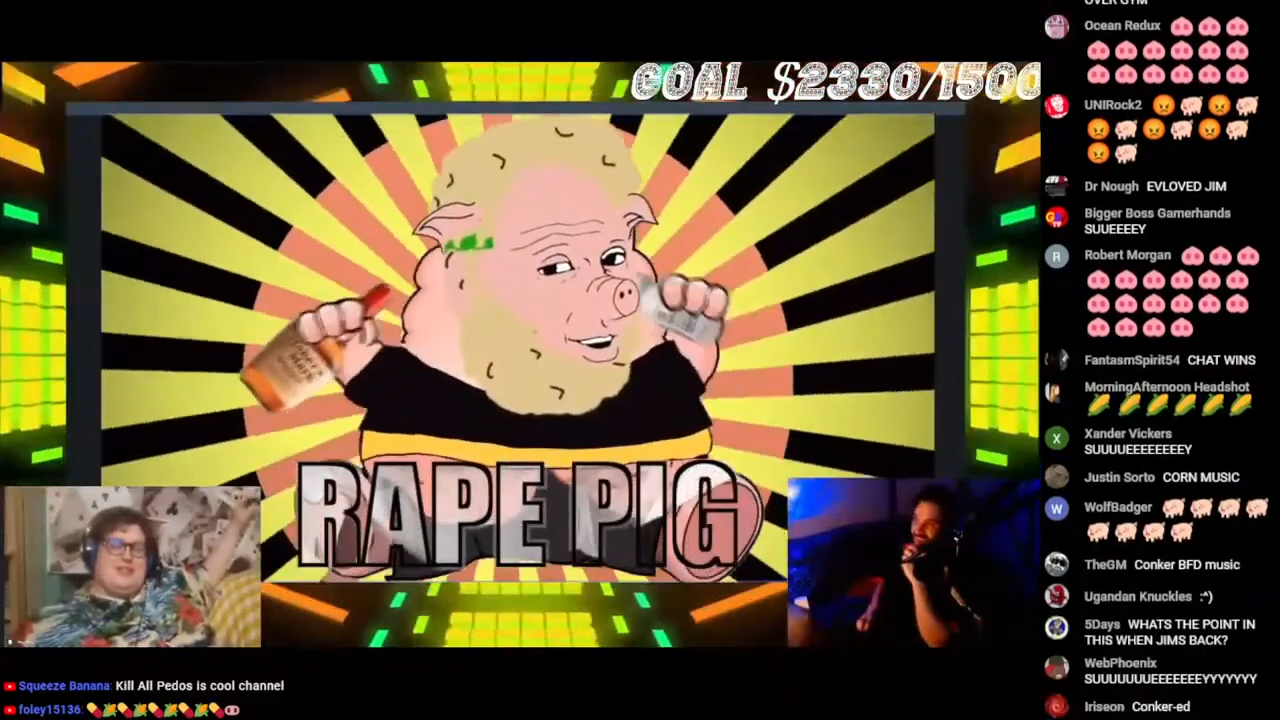 OVER GYM
GOAL $2330/1500
Ocean Redux
UNIRock2
Dr Nough EVLOVED JIM
Bigger Boss Gamerhands
SUUEEEEY
Robert Morgan
R
FantasmSpirit54 CHAT WINS
MorningAfternoon Headshot
Xander Vickers
X
SUUUUEEEEEEEEY
Justin Sorto CORN MUSIC
WolfBadger
W
TheGM Conker BFD music
Ugandan Knuckles :^)
5Days WHATS THE POINT IN
THIS WHEN JIMS BACK?
WebPhoenix
SUUUUUUUEEEEEEEYYYYYYY
Iriseon Conker-ed
RAPE PIG
Squeeze Banana: Kill All Pedos is cool channel
foley15136: